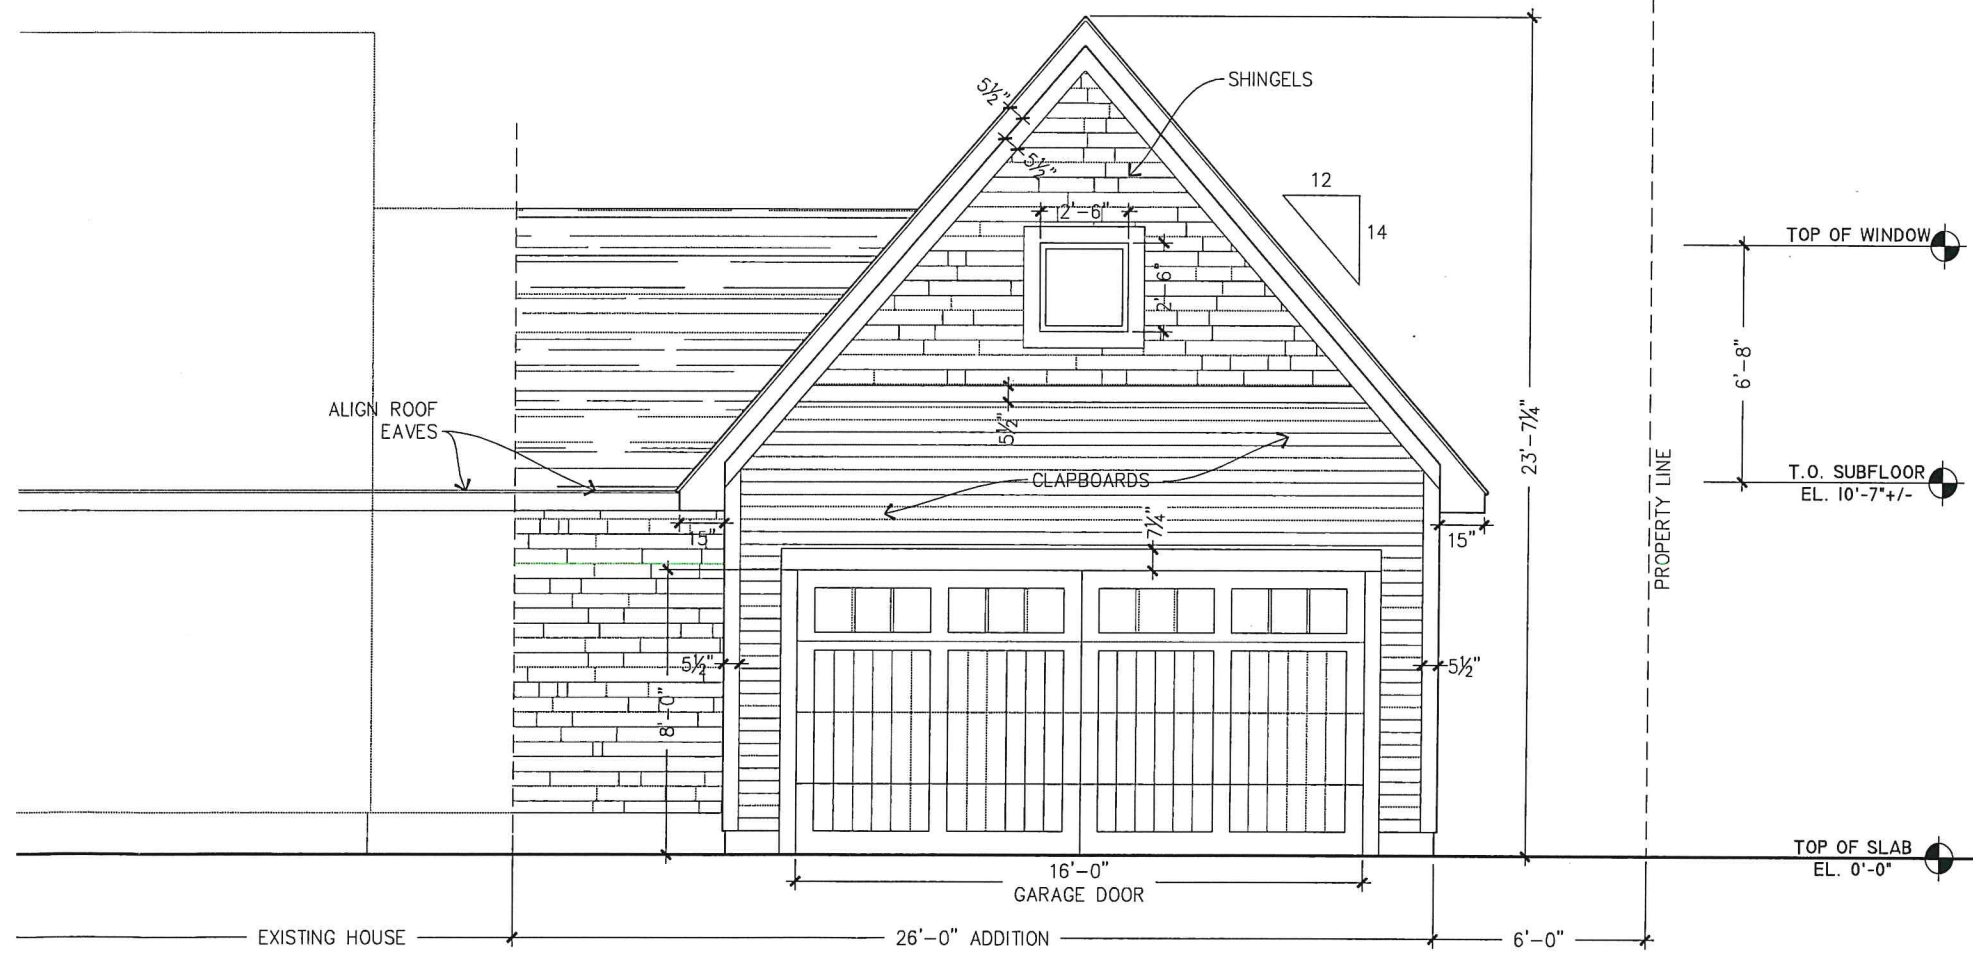 SHINGELS
5½"
5½"
12
14
2'-6"
2'-6"
TOP OF WINDOW
6'-8"
ALIGN ROOF
EAVES
5½"
23'-7¼"
CLAPBOARDS
T.O. SUBFLOOR
EL. 10'-7"+/-
PROPERTY LINE
15"
7¼"
15"
5½"
5½"
8'-0"
TOP OF SLAB
EL. 0'-0"
16'-0"
GARAGE DOOR
EXISTING HOUSE
26'-0" ADDITION
6'-0"